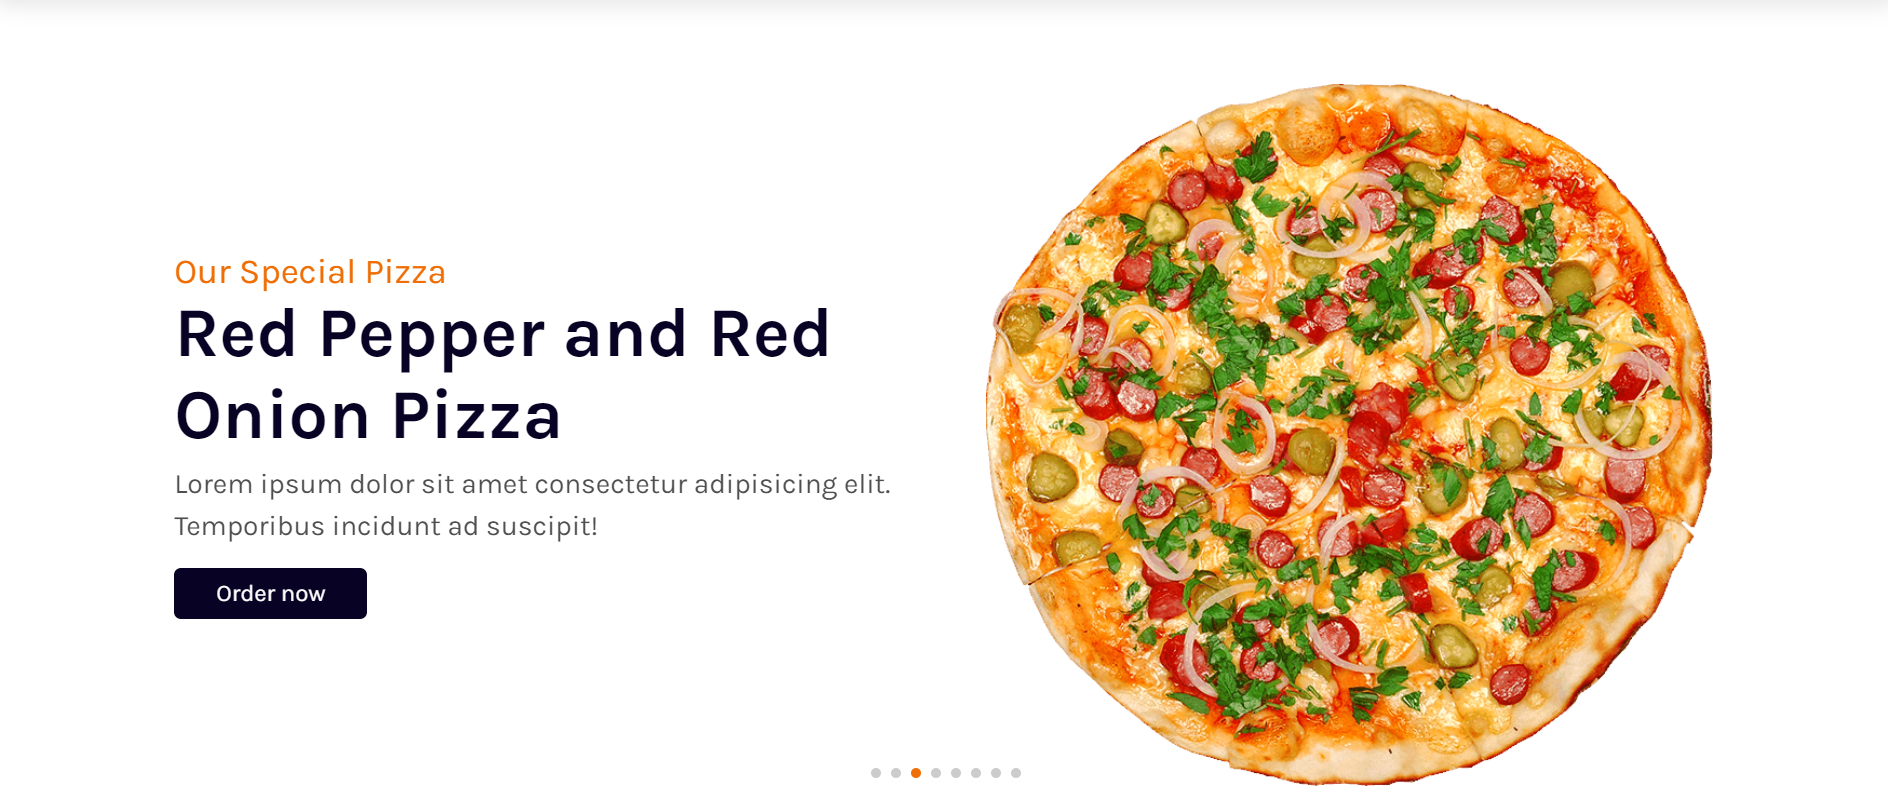 Our Special Pizza
Red Pepper and Red
Onion Pizza
Lorem ipsum dolor sit amet consectetur adipisicing elit.
Temporibus incidunt ad suscipit!
Order now